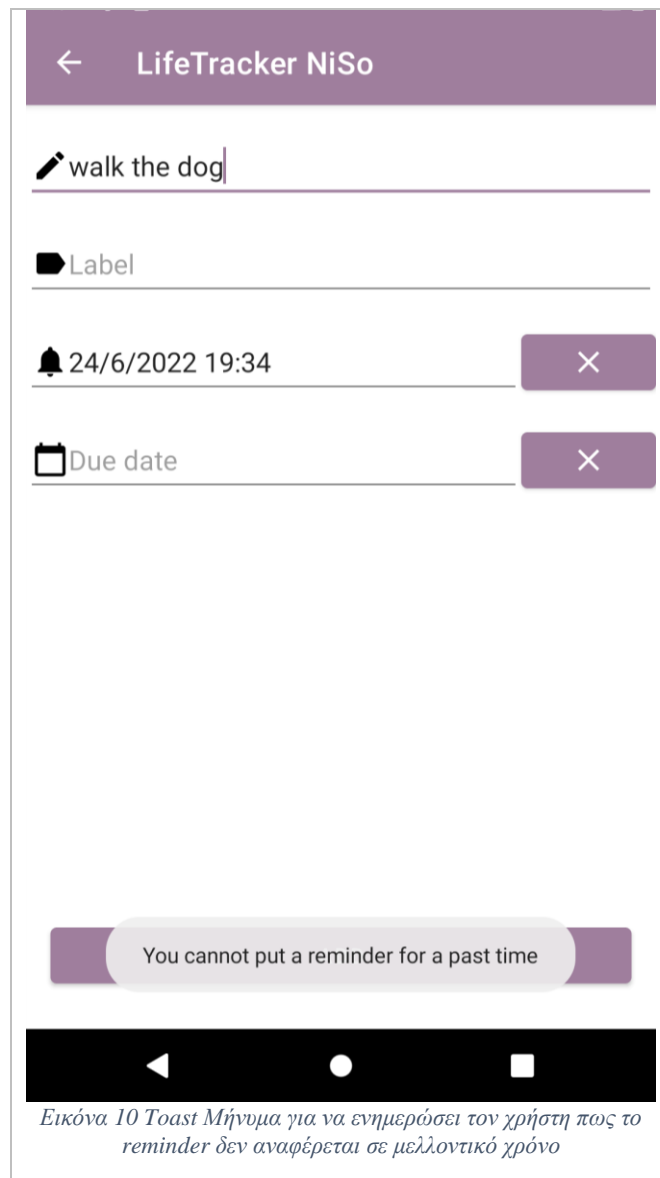 LifeTracker NiSo
walk the dog
Label
24/6/2022 19:34
Due date
You cannot put a reminder for a past time
Εικόνα 10 Toast Μήνυμα για να ενημερώσει τον χρήστη πως το
reminder δεν αναφέρεται σε μελλοντικό χρόνο